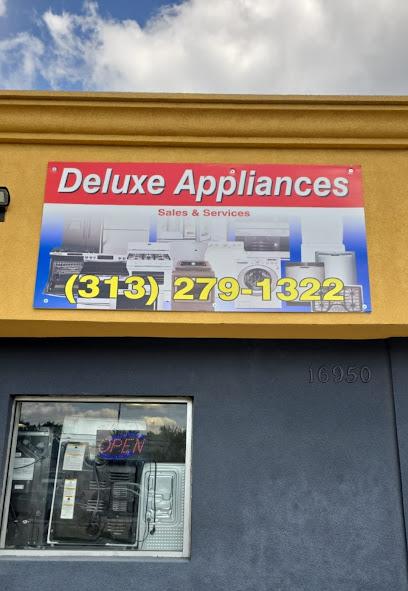 Deluxe Appliances
Sales & Services
(313) 279-1322
16950
OPEN